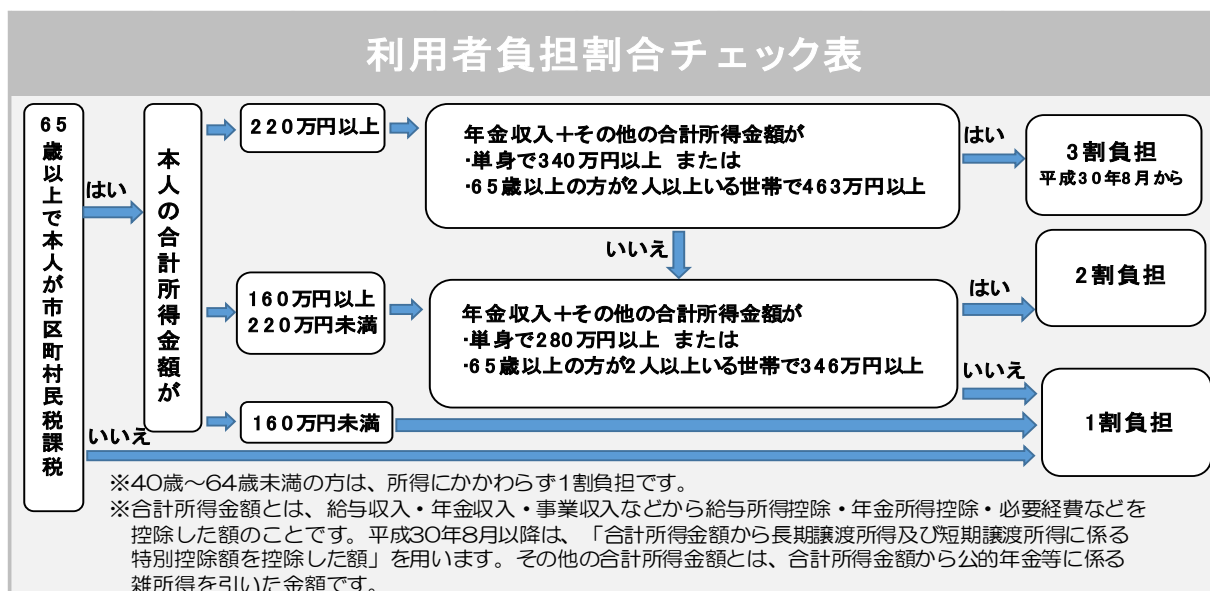 利用者負担割合チェック表
65歳以上で本人が市区町村民税課税
はい
いいえ
本人の合計所得金額が
220万円以上
年金収入＋その他の合計所得金額が
・単身で340万円以上 または
・65歳以上の方が2人以上いる世帯で463万円以上
はい
3割負担
平成30年8月から
いいえ
160万円以上
220万円未満
年金収入＋その他の合計所得金額が
・単身で280万円以上 または
・65歳以上の方が2人以上いる世帯で346万円以上
はい
2割負担
いいえ
160万円未満
1割負担
※40歳～64歳未満の方は、所得にかかわらず1割負担です。
※合計所得金額とは、給与収入・年金収入・事業収入などから給与所得控除・年金所得控除・必要経費などを
控除した額のことです。平成30年8月以降は、「合計所得金額から長期譲渡所得及び短期譲渡所得に係る
特別控除額を控除した額」を用います。その他の合計所得金額とは、合計所得金額から公的年金等に係る
雑所得を引いた金額です。